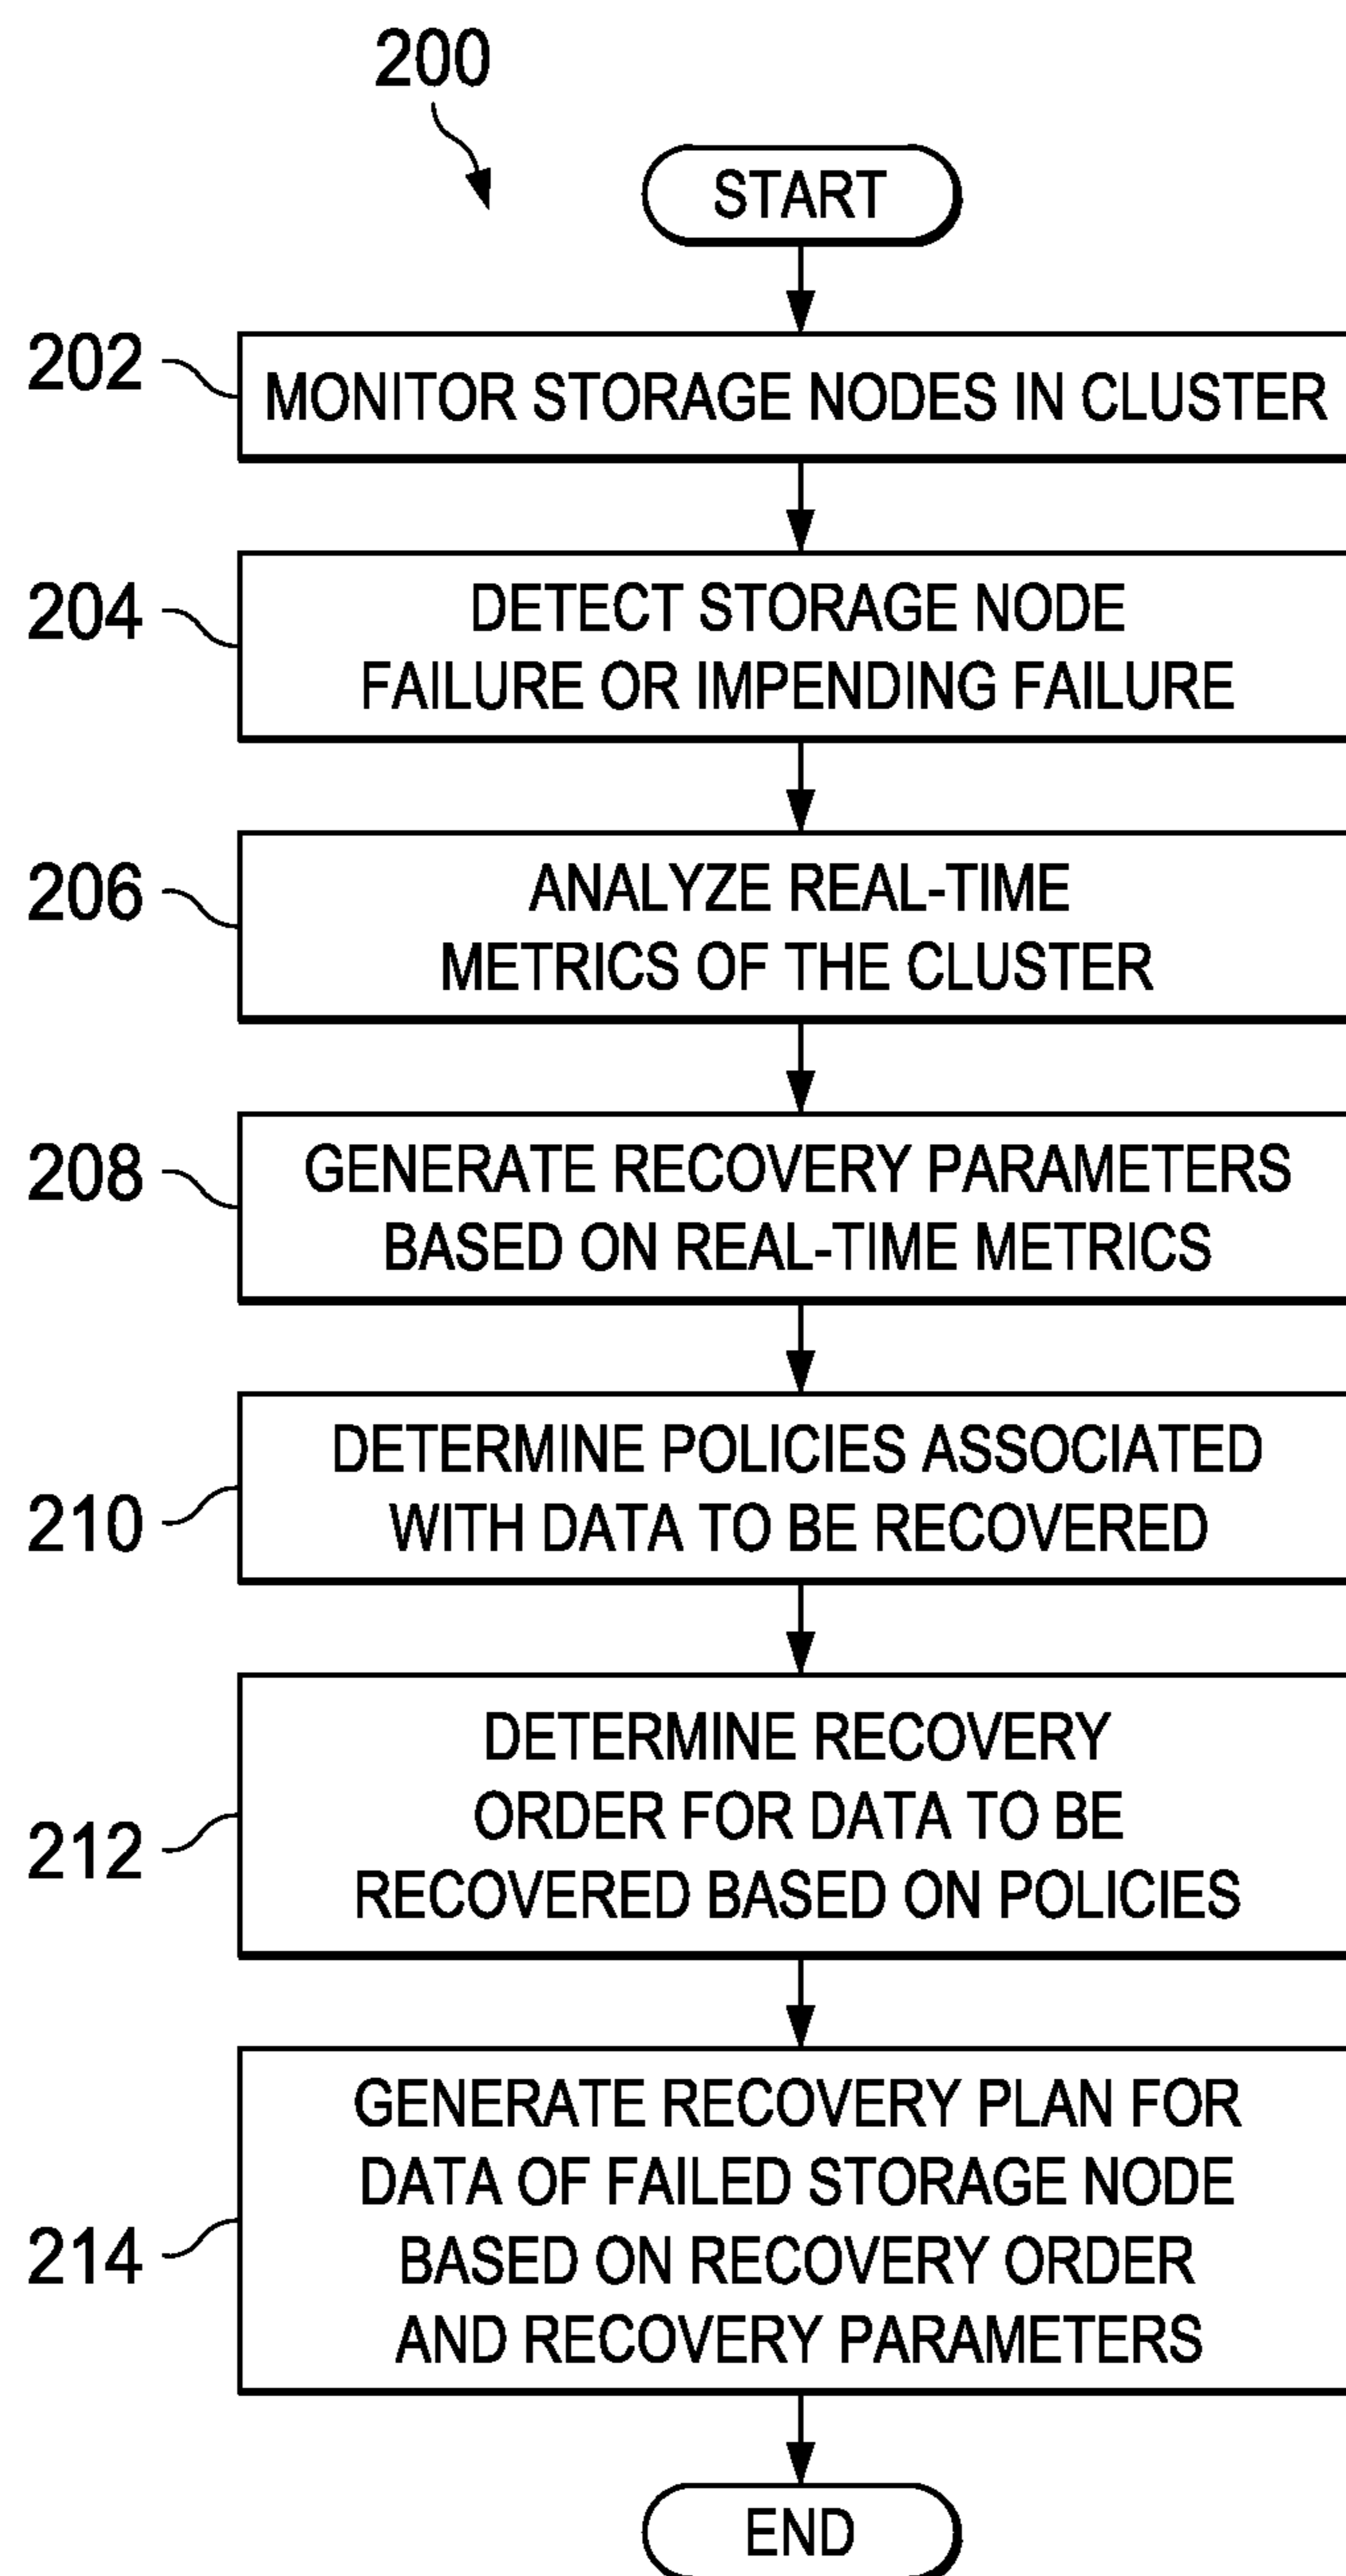 200
START
202
MONITOR STORAGE NODES IN CLUSTER
204
DETECT STORAGE NODE
FAILURE OR IMPENDING FAILURE
206
ANALYZE REAL-TIME
METRICS OF THE CLUSTER
208
GENERATE RECOVERY PARAMETERS
BASED ON REAL-TIME METRICS
210
DETERMINE POLICIES ASSOCIATED
WITH DATA TO BE RECOVERED
212
DETERMINE RECOVERY
ORDER FOR DATA TO BE
RECOVERED BASED ON POLICIES
214
GENERATE RECOVERY PLAN FOR
DATA OF FAILED STORAGE NODE
BASED ON RECOVERY ORDER
AND RECOVERY PARAMETERS
END